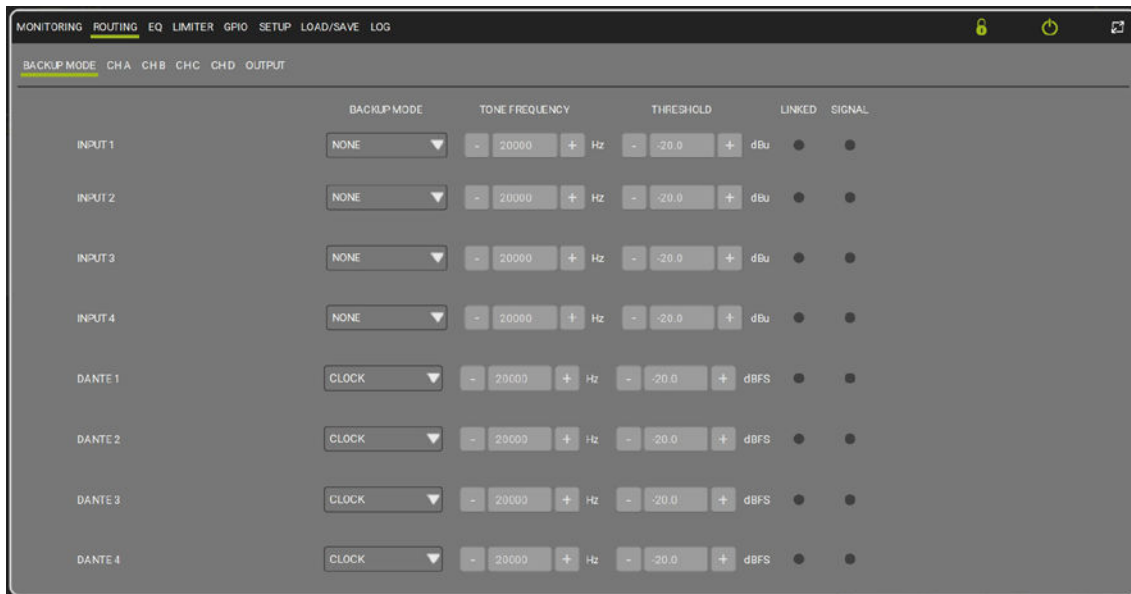 MONITORING ROUTING EQ LIMITER GPIO SETUP LOAD/SAVE LOG
BACKUP MODE CH A CH B CH C CH D OUTPUT
BACKUP MODE TONE FREQUENCY THRESHOLD LINKED SIGNAL
INPUT 1 NONE - 20000 + Hz - -20.0 + dBu
INPUT 2 NONE - 20000 + Hz - -20.0 + dBu
INPUT 3 NONE - 20000 + Hz - -20.0 + dBu
INPUT 4 NONE - 20000 + Hz - -20.0 + dBu
DANTE 1 CLOCK - 20000 + Hz - -20.0 + dBFS
DANTE 2 CLOCK - 20000 + Hz - -20.0 + dBFS
DANTE 3 CLOCK - 20000 + Hz - -20.0 + dBFS
DANTE 4 CLOCK - 20000 + Hz - -20.0 + dBFS